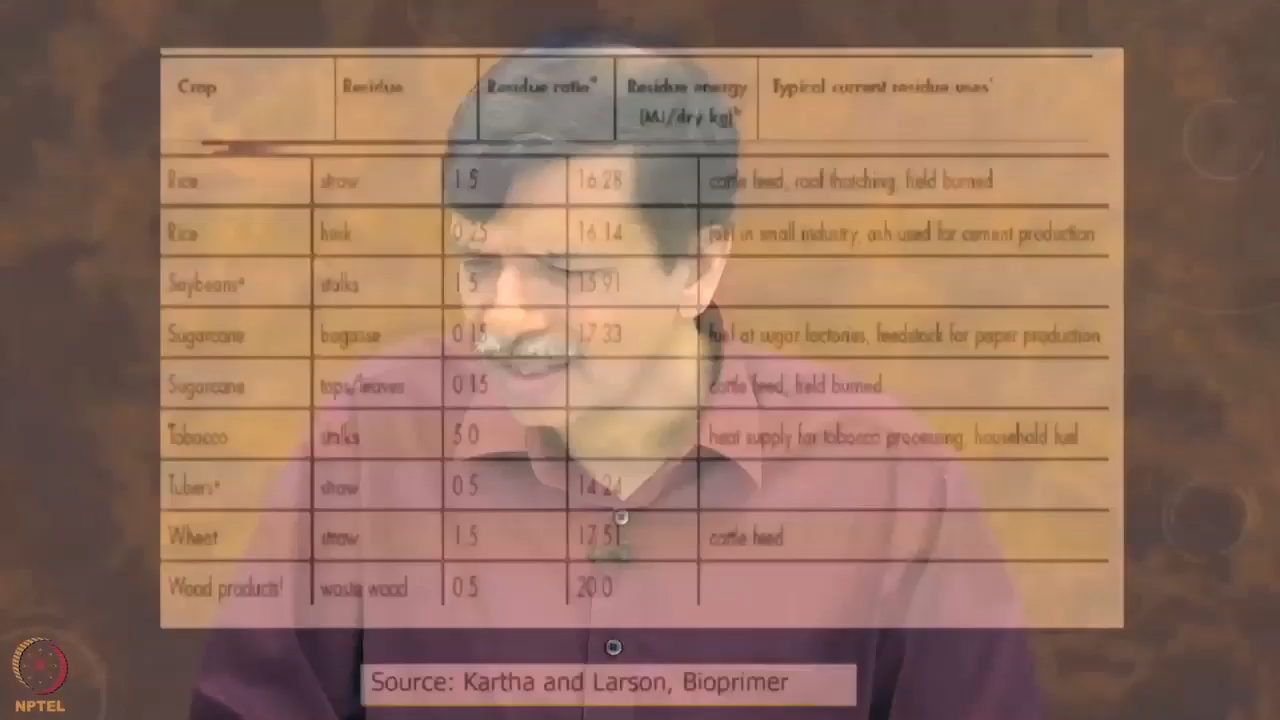 Crop Residue Residue ratio* Residue energy Typical current residue uses'
(MJ/dry kg)ᵇ
Rice straw 1.5 16.28 cattle feed, roof thatching, field burned
Rice husk 0.25 16.14 fuel in small industry, ash used for cement production
Soybeans* stalks 1.5 15.91
Sugarcane bagasse 0.15 17.33 fuel at sugar factories, feedstock for paper production
Sugarcane tops/leaves 0.15 cattle feed, field burned
Tobacco stalks 5.0 heat supply for tobacco processing, household fuel
Tubers* straw 0.5 14.24
Wheat straw 1.5 17.51 cattle feed
Wood products waste wood 0.5 20.0
Source: Kartha and Larson, Bioprimer
NPTEL